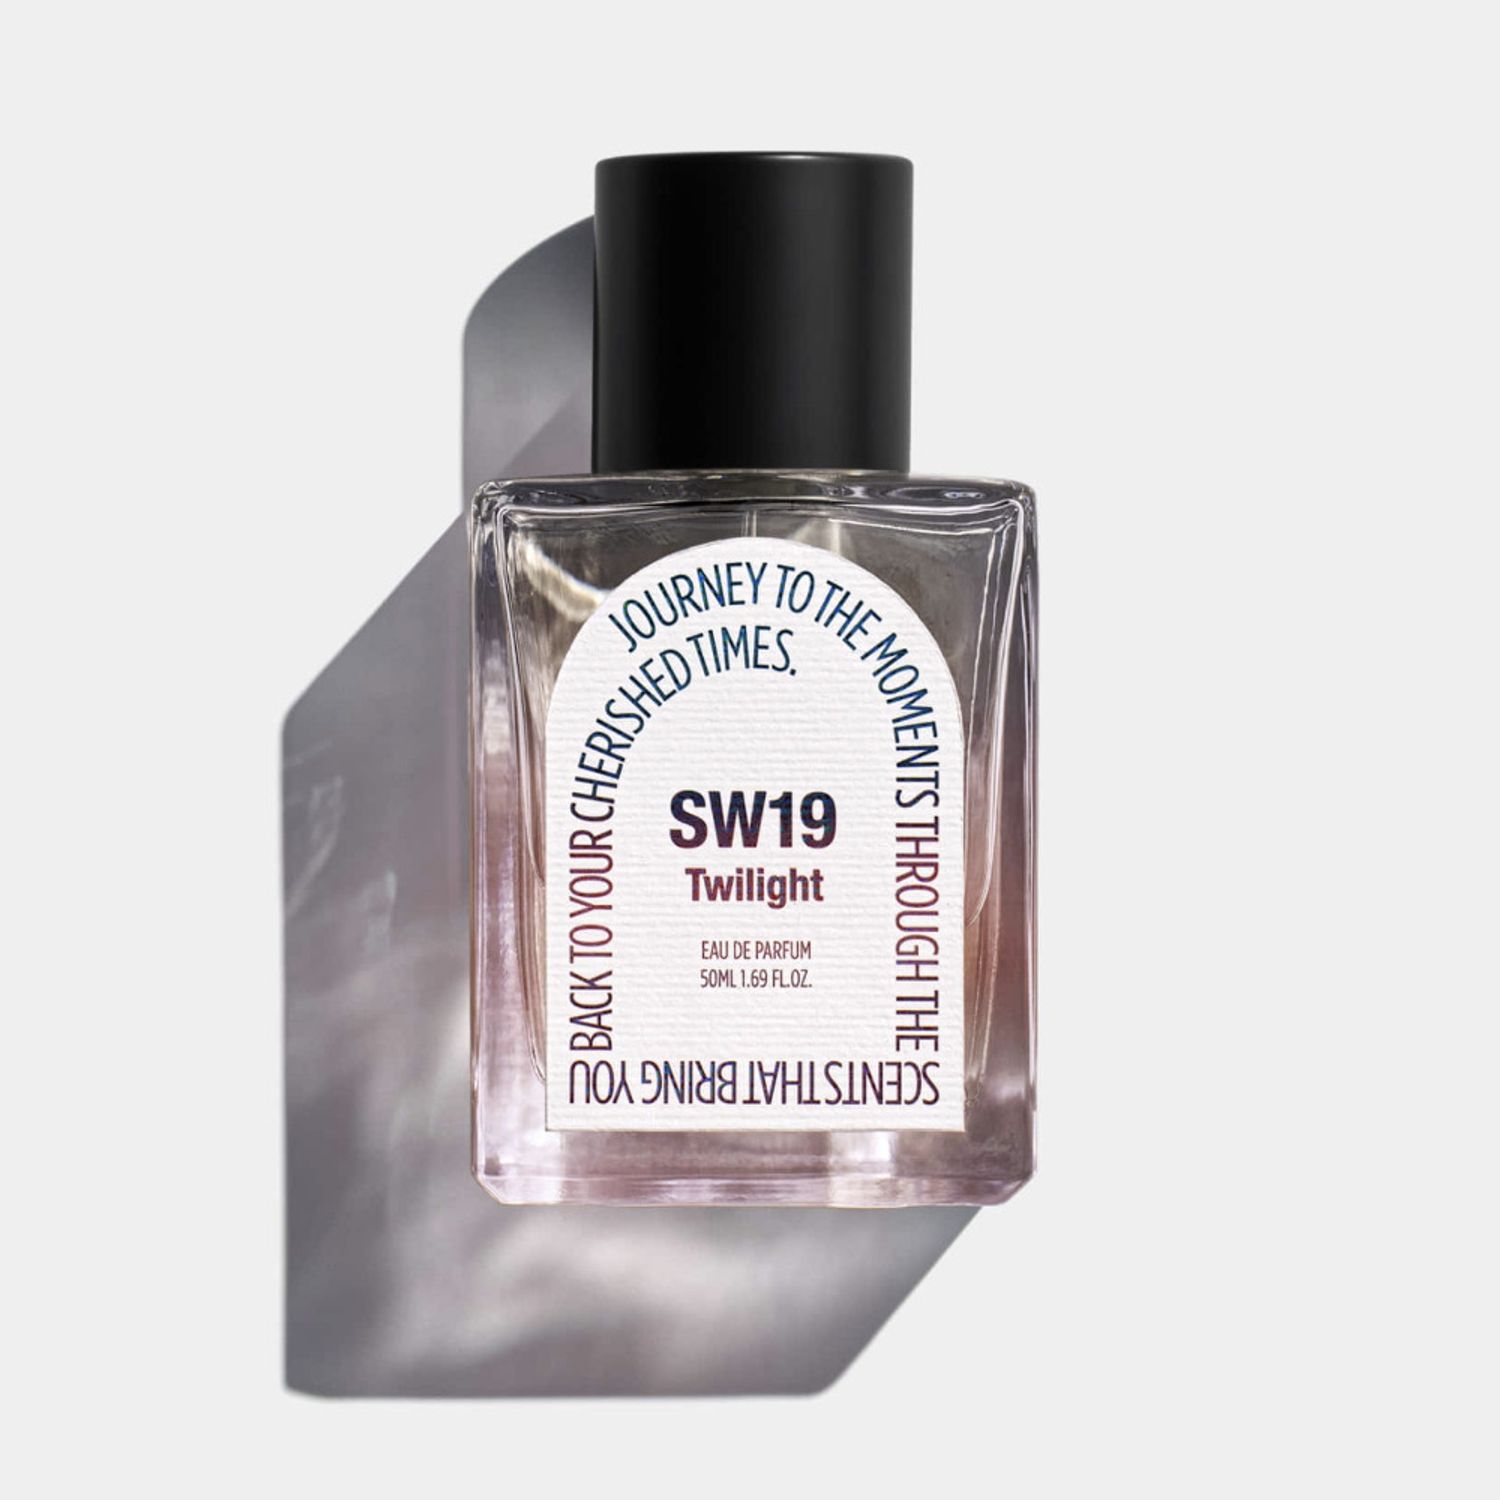 JOURNEY TO THE MOMENTS THROUGH THE
SCENTS THAT BRING YOU
BACK TO YOUR CHERISHED TIMES.
SW19
Twilight
EAU DE PARFUM
50ML 1.69 FL.OZ.